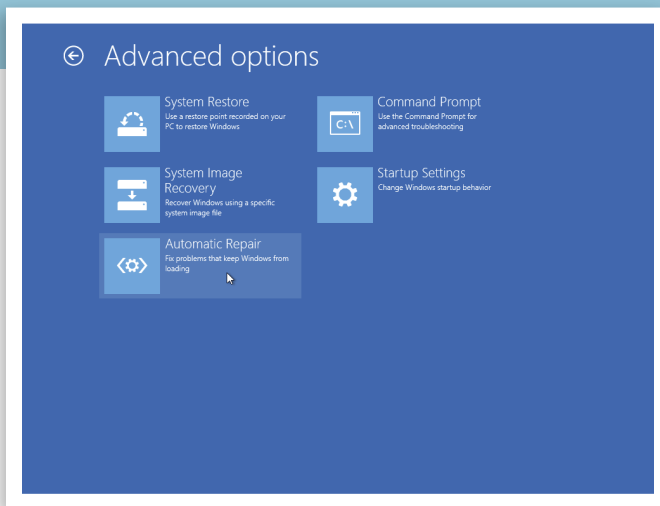 Advanced options
System Restore
Use a restore point recorded on your
PC to restore Windows
Command Prompt
Use the Command Prompt for
advanced troubleshooting
C:\
System Image
Recovery
Recover Windows using a specific
system image file
Startup Settings
Change Windows startup behavior
Automatic Repair
Fix problems that keep Windows from
loading